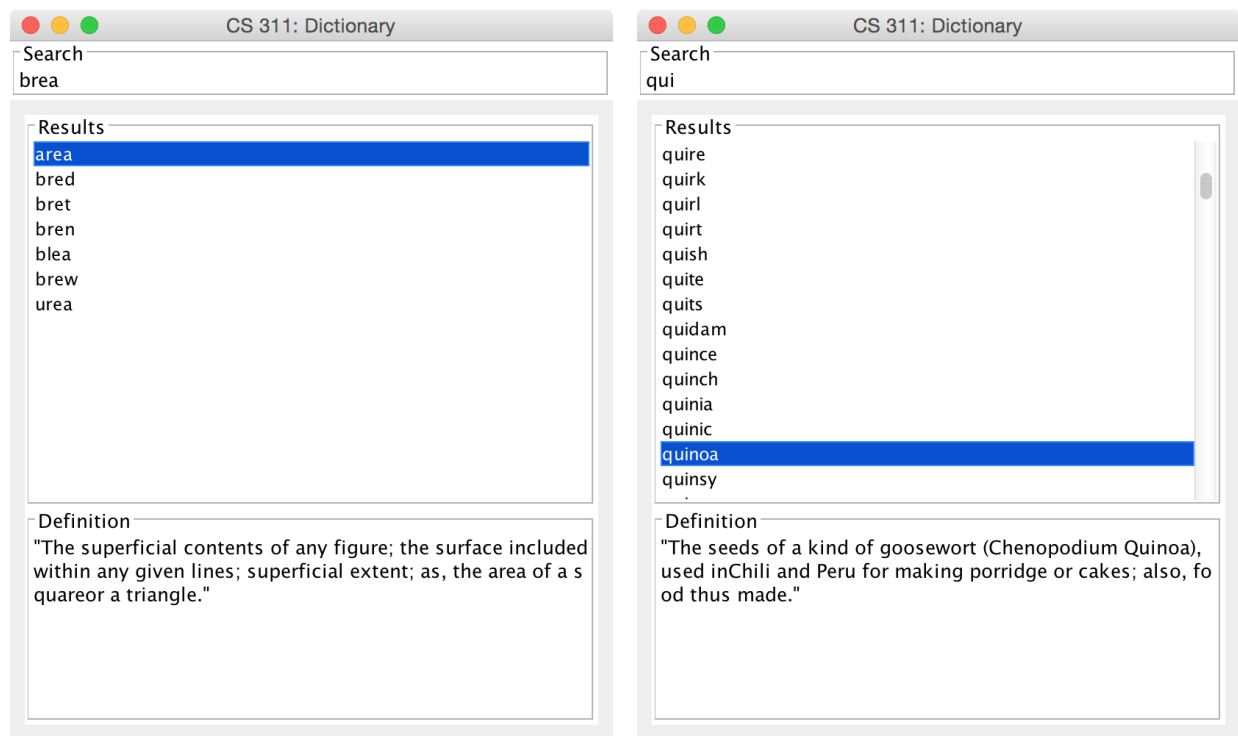 CS 311: Dictionary
Search
brea
Results
area
bred
bret
bren
blea
brew
urea
Definition
"The superficial contents of any figure; the surface included
within any given lines; superficial extent; as, the area of a s
quareor a triangle."
CS 311: Dictionary
Search
qui
Results
quire
quirk
quirl
quirt
quish
quite
quits
quidam
quince
quinch
quinia
quinic
quinoa
quinsy
Definition
"The seeds of a kind of goosewort (Chenopodium Quinoa),
used inChili and Peru for making porridge or cakes; also, fo
od thus made."